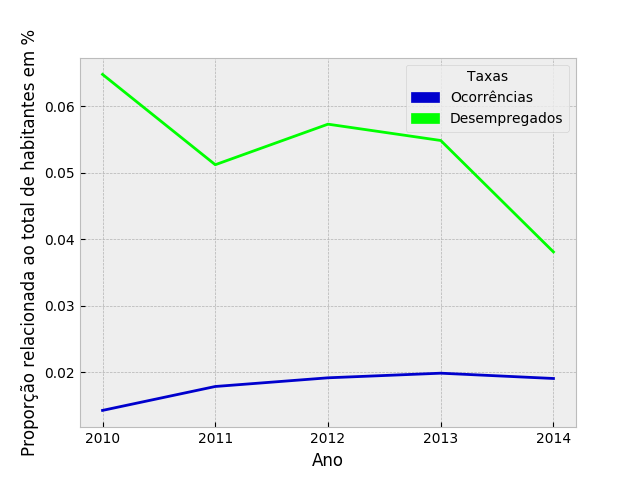 Proporção relacionada ao total de habitantes em %
Taxas
Ocorrências
Desempregados
0.06
0.05
0.04
0.03
0.02
2010 2011 2012 2013 2014
Ano